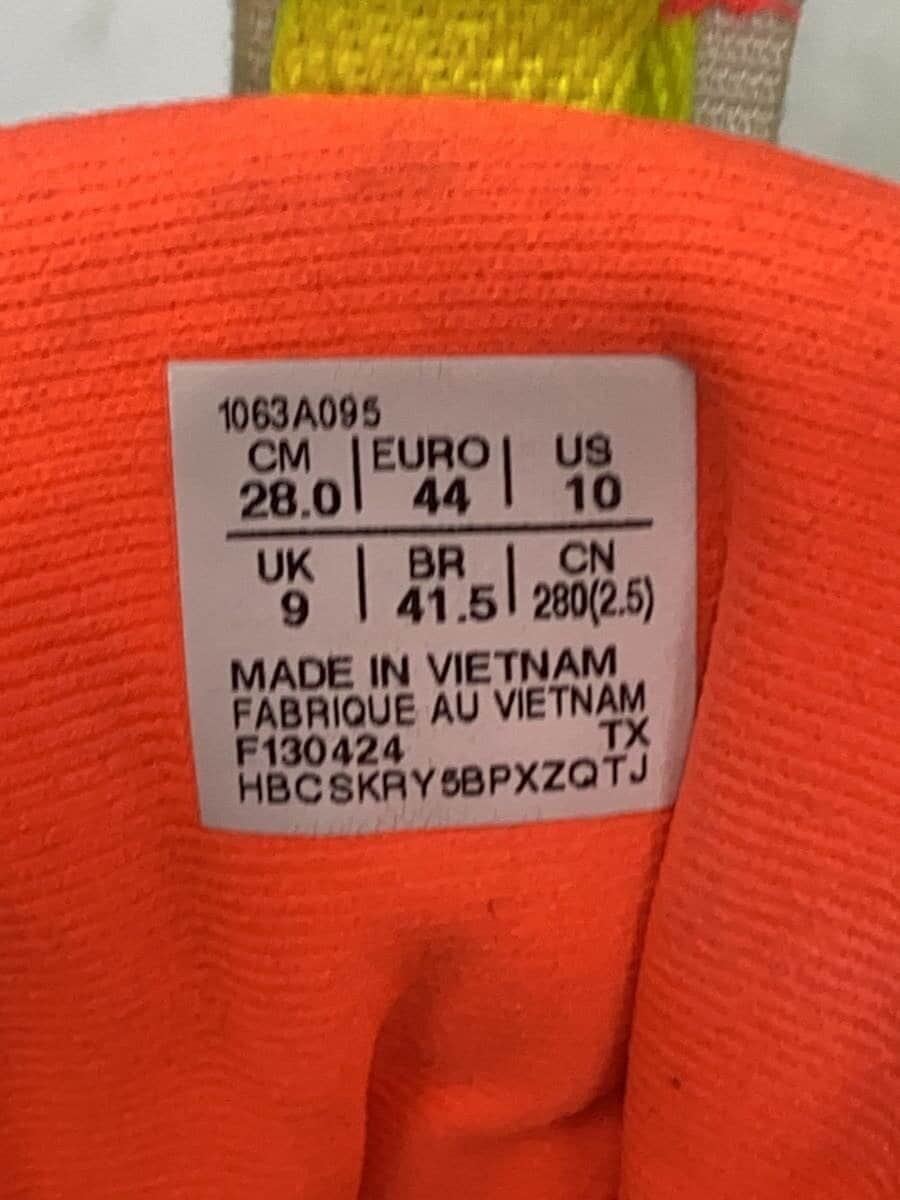 1063A095
CM | EURO | US
28.0 | 44 | 10
UK | BR | CN
9 | 41.5 | 280(2.5)
MADE IN VIETNAM
FABRIQUE AU VIETNAM
F130424 TX
HBCSKRY5BPXZQTJ